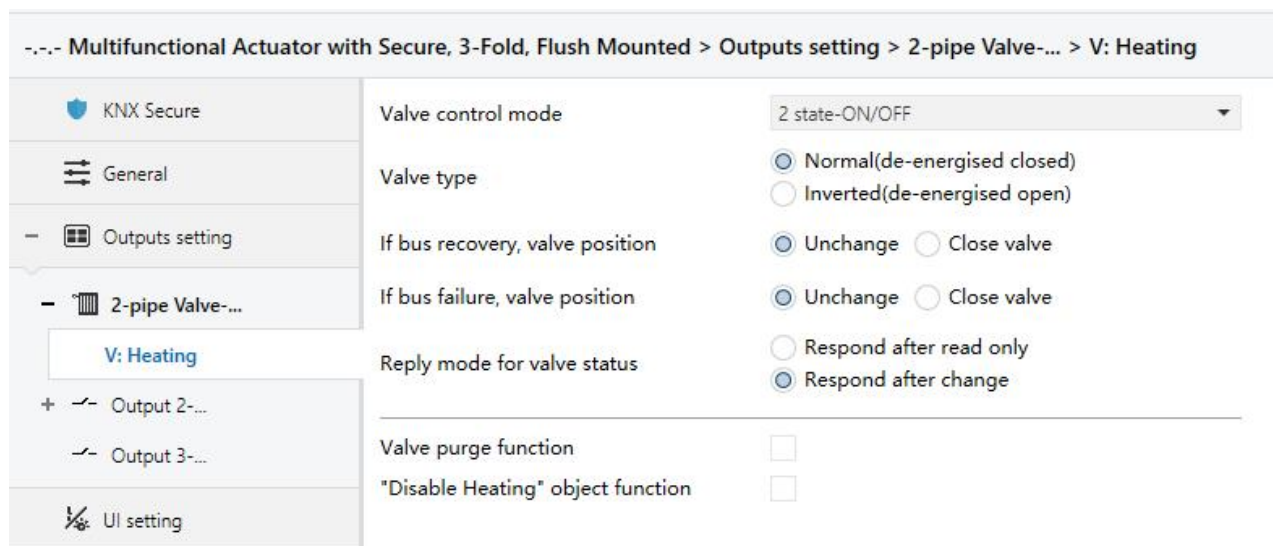 -.-.- Multifunctional Actuator with Secure, 3-Fold, Flush Mounted > Outputs setting > 2-pipe Valve-... > V: Heating
KNX Secure
General
Outputs setting
2-pipe Valve-...
V: Heating
Output 2-...
Output 3-...
UI setting
Valve control mode
2 state-ON/OFF
Valve type
Normal(de-energised closed)
Inverted(de-energised open)
If bus recovery, valve position
Unchange
Close valve
If bus failure, valve position
Unchange
Close valve
Reply mode for valve status
Respond after read only
Respond after change
Valve purge function
"Disable Heating" object function